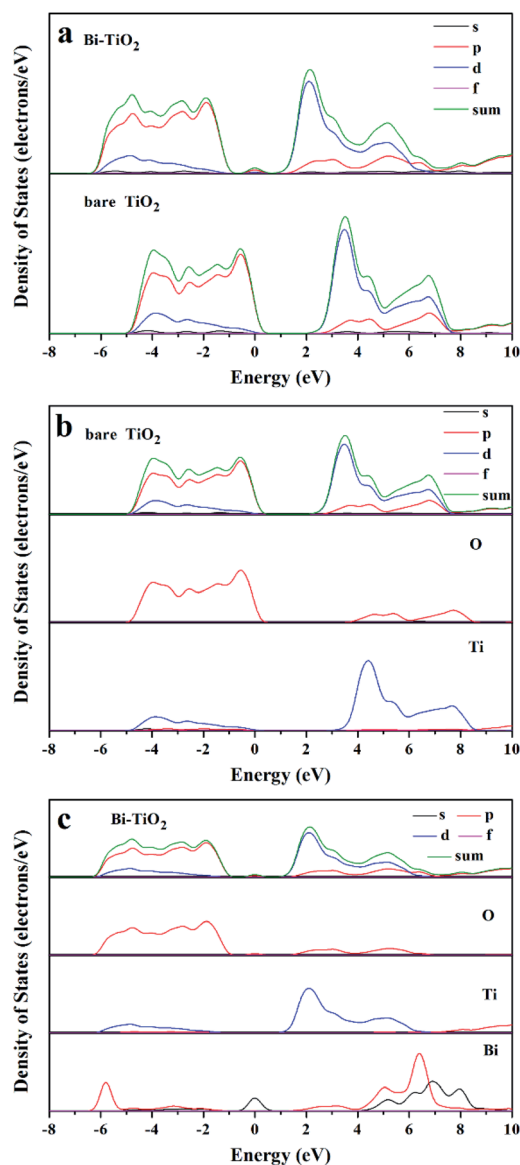 a
Bi-TiO2
s
p
d
f
sum
bare TiO2
Density of States (electrons/eV)
-8 -6 -4 -2 0 2 4 6 8 10
Energy (eV)
b
bare TiO2
s
p
d
f
sum
O
Ti
Density of States (electrons/eV)
-8 -6 -4 -2 0 2 4 6 8 10
Energy (eV)
c
Bi-TiO2
s p
d f
sum
O
Ti
Bi
Density of States (electrons/eV)
-8 -6 -4 -2 0 2 4 6 8 10
Energy (eV)